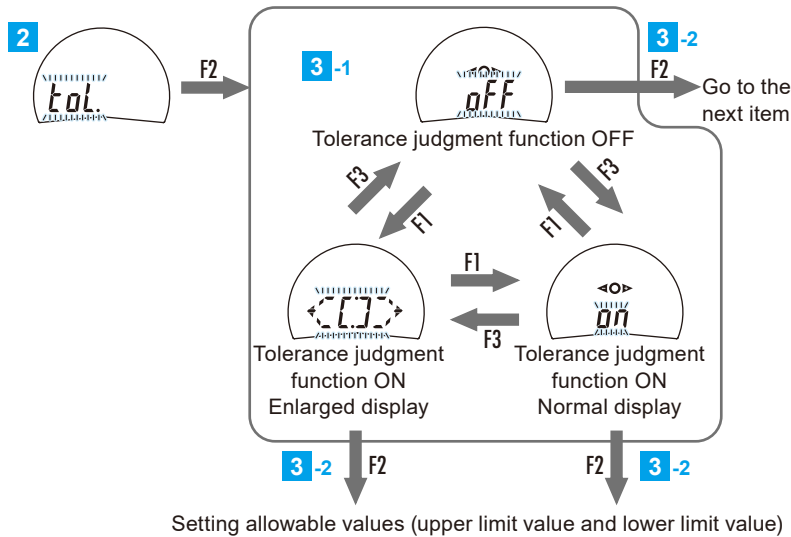 2
toL.
F2
3 -1
oFF
3 -2
F2
Go to the
next item
Tolerance judgment function OFF
F3
F1
F3
F1
F1
F3
[ ]
on
Tolerance judgment
function ON
Enlarged display
Tolerance judgment
function ON
Normal display
3 -2
F2
F2
3 -2
Setting allowable values (upper limit value and lower limit value)